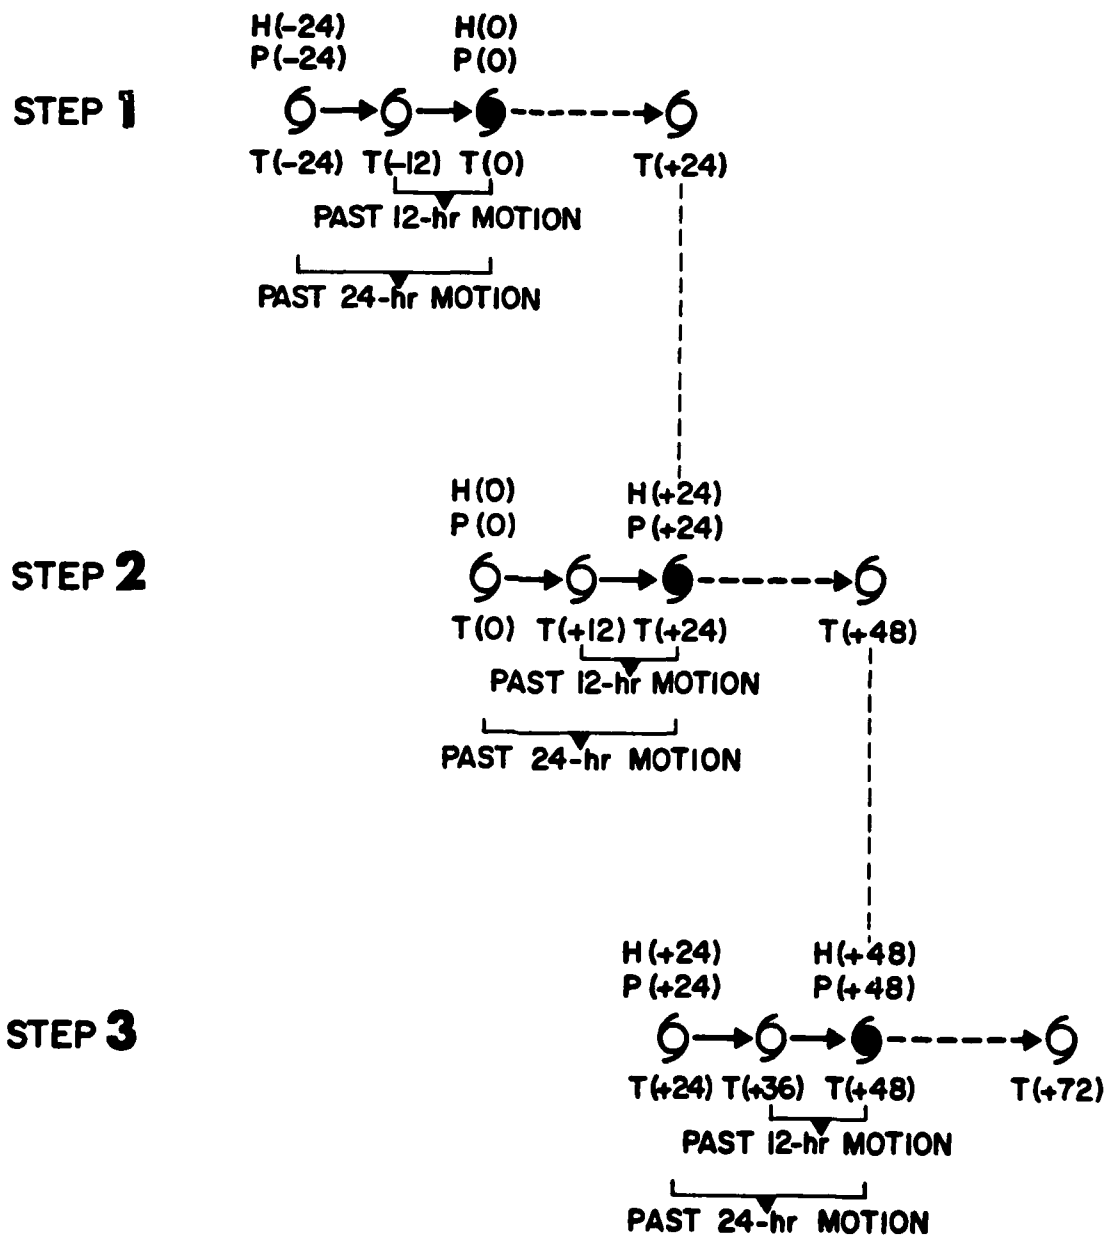 H(-24) H(0)
P(-24) P(0)
STEP 1
T(-24) T(-12) T(0) T(+24)
PAST 12-hr MOTION
PAST 24-hr MOTION
H(0) H(+24)
P(0) P(+24)
STEP 2
T(0) T(+12) T(+24) T(+48)
PAST 12-hr MOTION
PAST 24-hr MOTION
H(+24) H(+48)
P(+24) P(+48)
STEP 3
T(+24) T(+36) T(+48) T(+72)
PAST 12-hr MOTION
PAST 24-hr MOTION